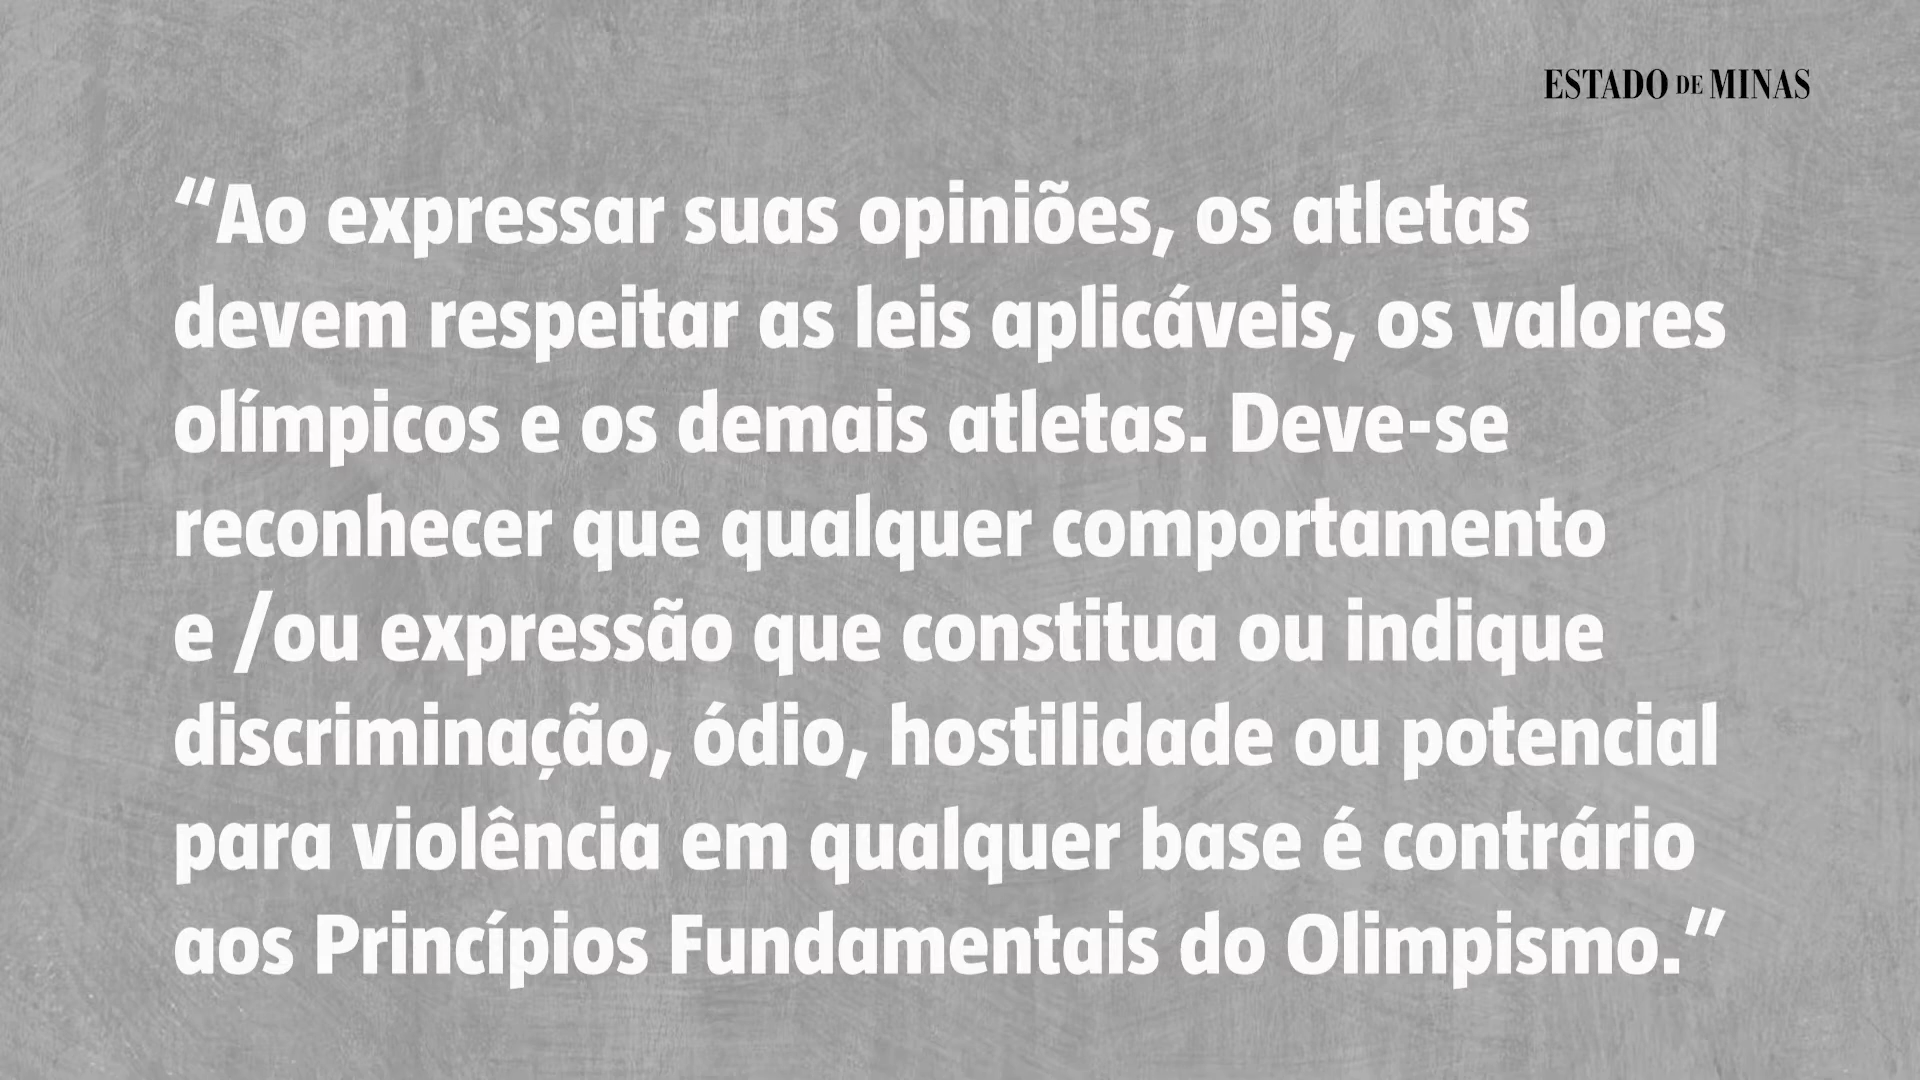 ESTADO DE MINAS
“Ao expressar suas opiniões, os atletas
devem respeitar as leis aplicáveis, os valores
olímpicos e os demais atletas. Deve-se
reconhecer que qualquer comportamento
e /ou expressão que constitua ou indique
discriminação, ódio, hostilidade ou potencial
para violência em qualquer base é contrário
aos Princípios Fundamentais do Olimpismo.”